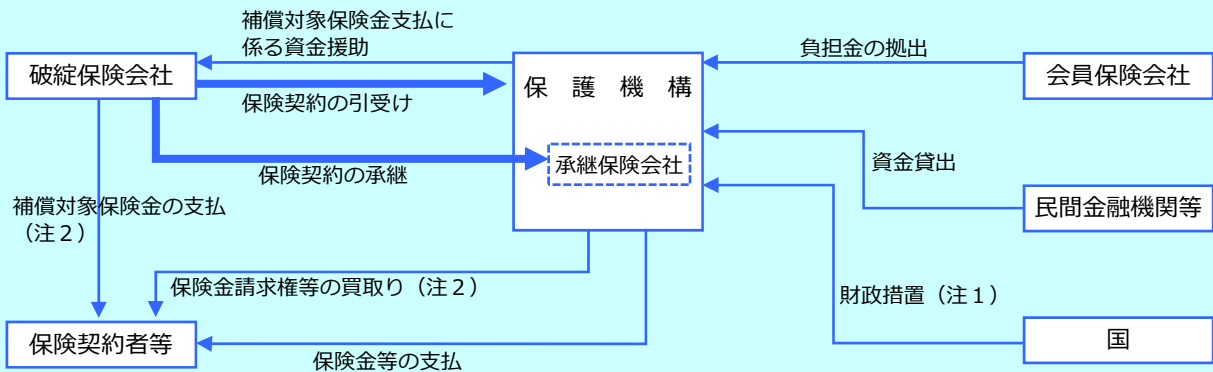 補償対象保険金支払に
係る資金援助
負担金の拠出
破綻保険会社
保護機構
会員保険会社
保険契約の引受け
承継保険会社
保険契約の承継
資金貸出
民間金融機関等
補償対象保険金の支払
（注２）
保険金請求権等の買取り（注２）
財政措置（注１）
保険契約者等
国
保険金等の支払